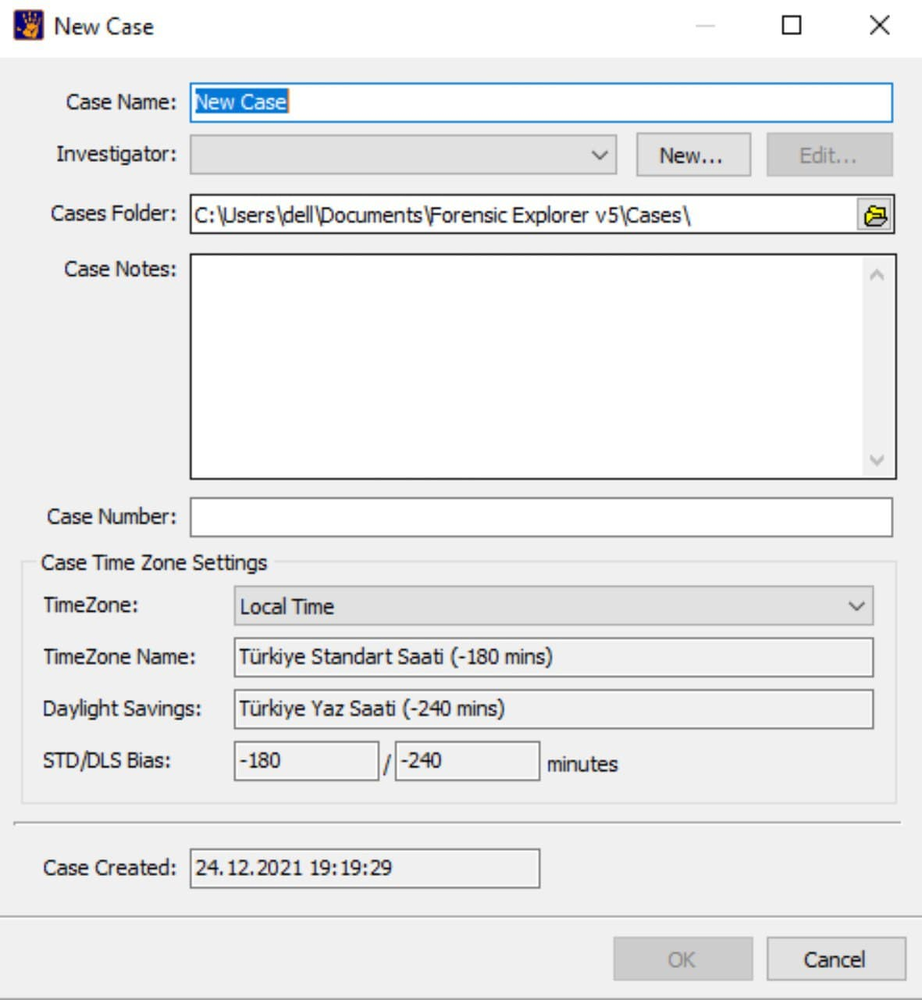 New Case
Case Name: New Case
Investigator: New... Edit...
Cases Folder: C:\Users\dell\Documents\Forensic Explorer v5\Cases\
Case Notes:
Case Number:
Case Time Zone Settings
TimeZone: Local Time
TimeZone Name: Türkiye Standart Saati (-180 mins)
Daylight Savings: Türkiye Yaz Saati (-240 mins)
STD/DLS Bias: -180 / -240 minutes
Case Created: 24.12.2021 19:19:29
OK Cancel